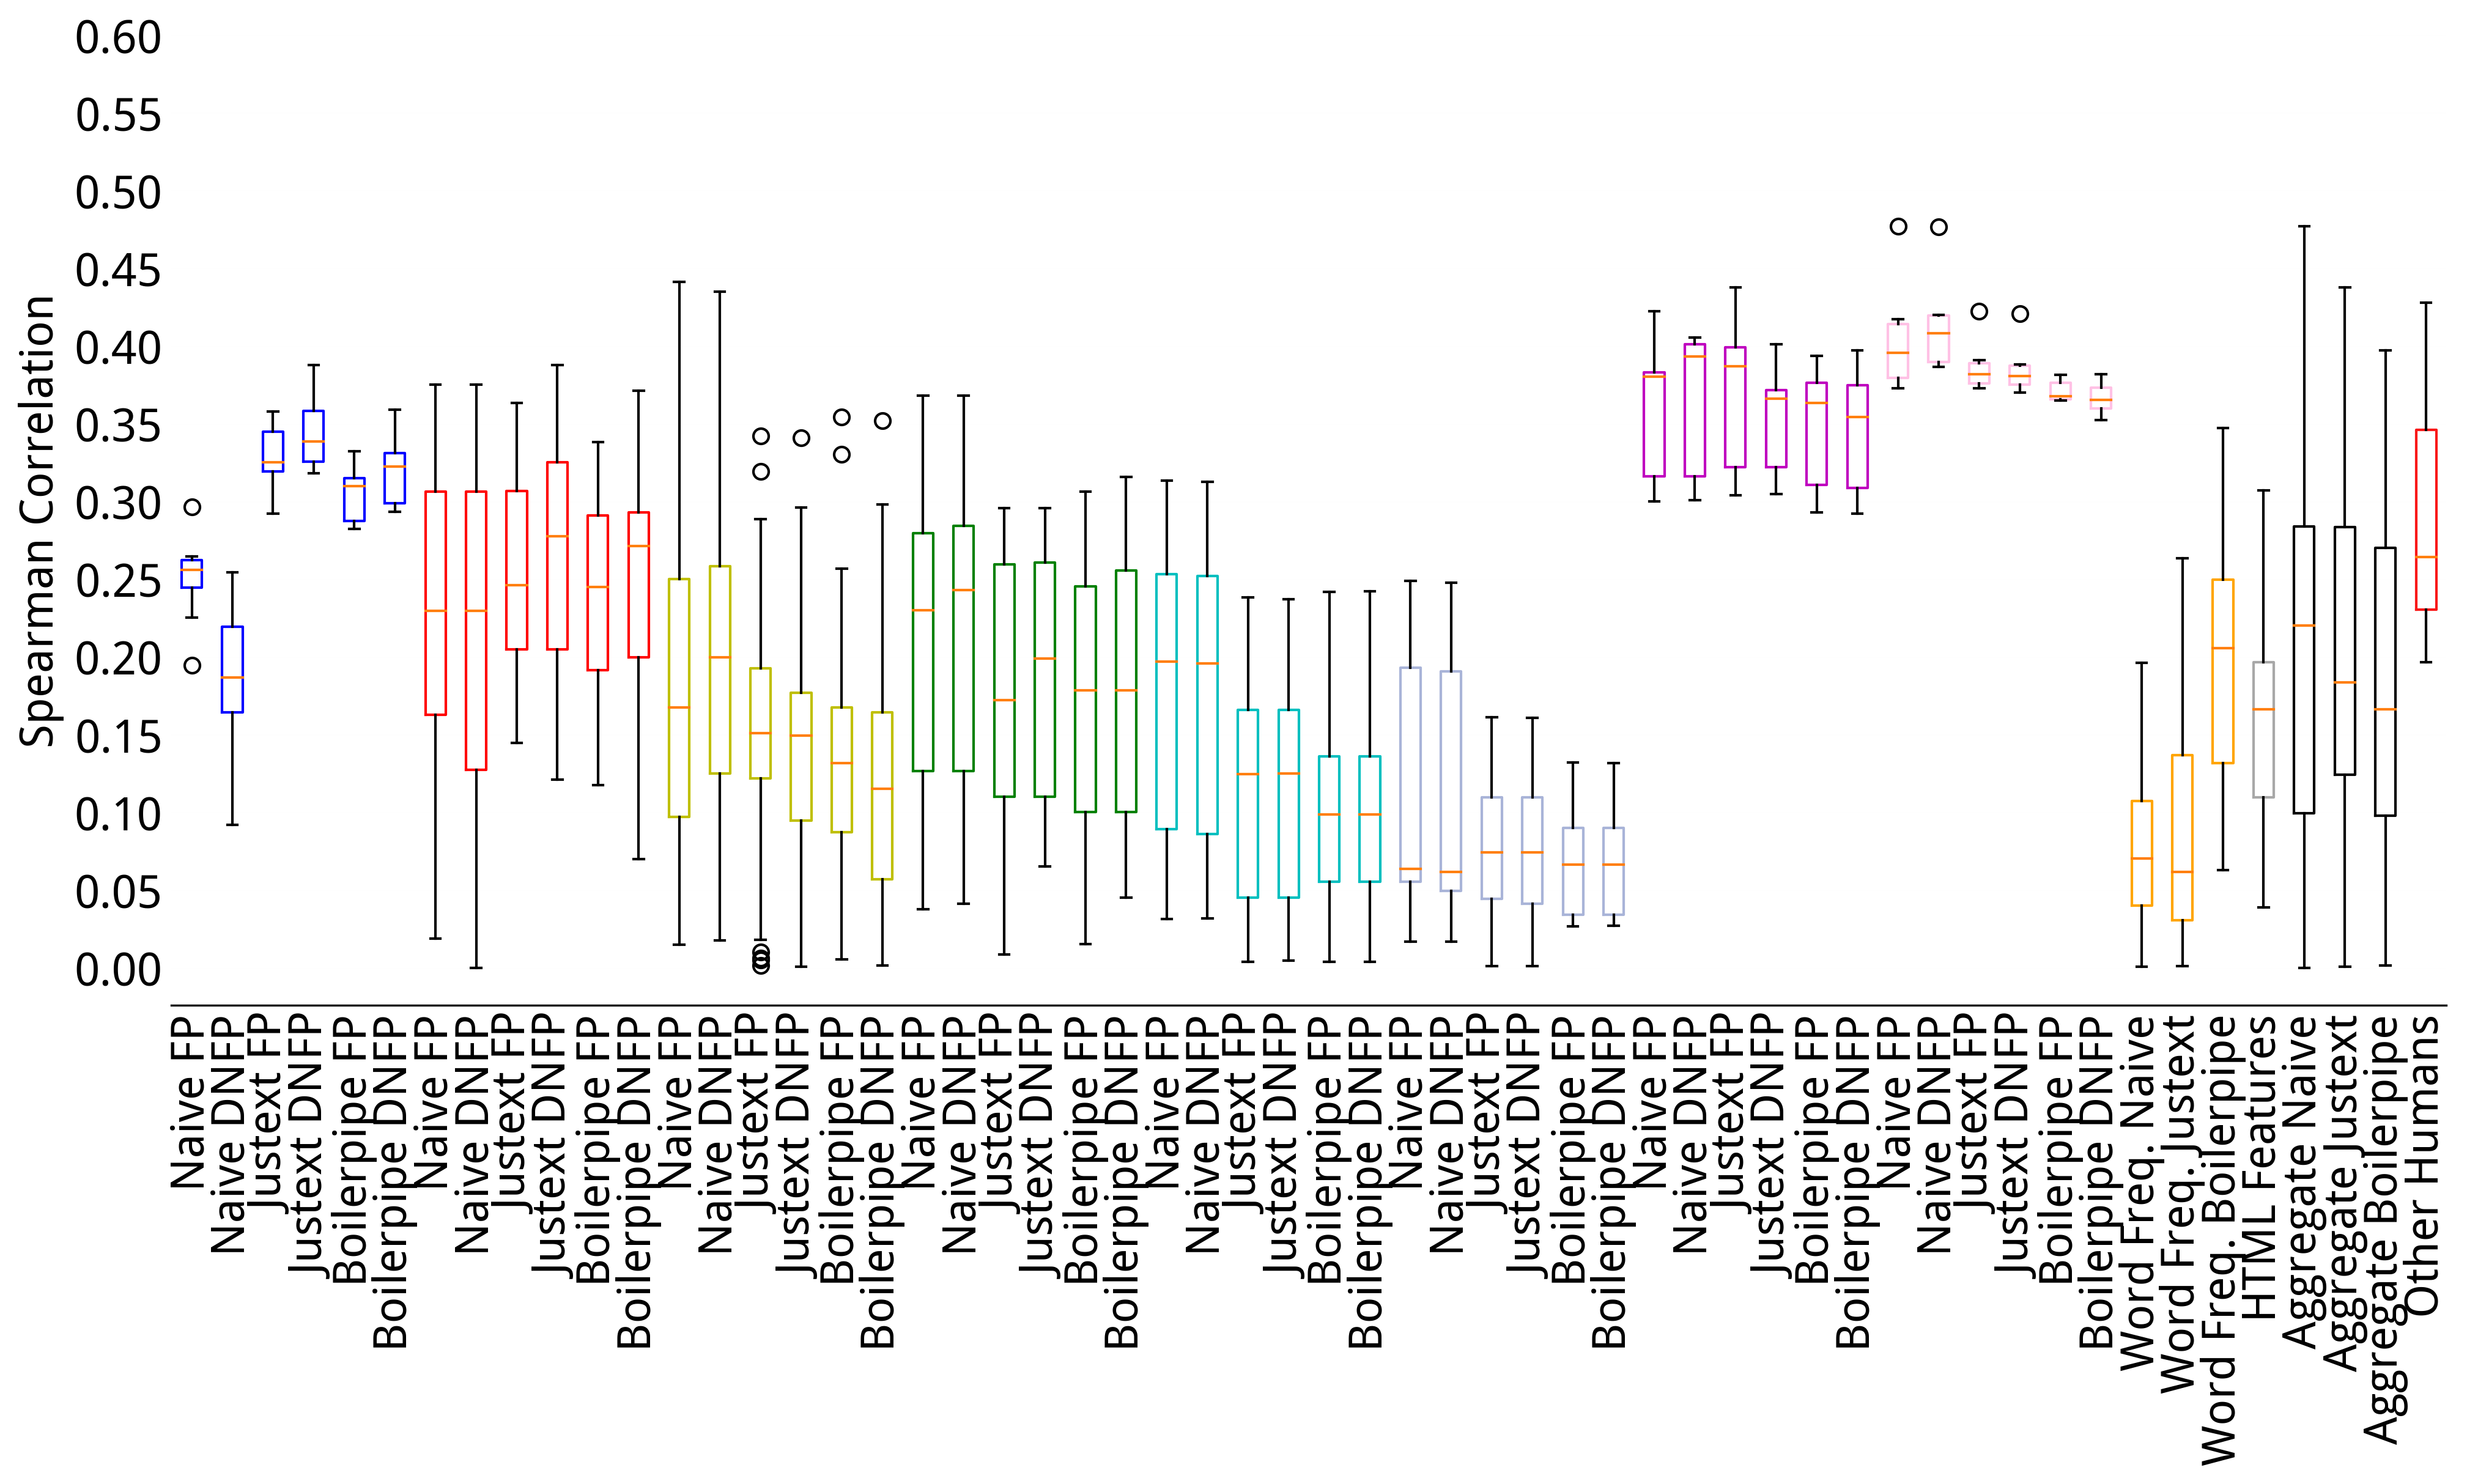 0.60
0.55
0.50
0.45
0.40
0.35
0.30
0.25
0.20
0.15
0.10
0.05
0.00
Spearman Correlation
Naive FP
Naive DNFP
Justext FP
Justext DNFP
Boilerpipe FP
Boilerpipe DNFP
Naive FP
Naive DNFP
Justext FP
Justext DNFP
Boilerpipe FP
Boilerpipe DNFP
Naive FP
Naive DNFP
Justext FP
Justext DNFP
Boilerpipe FP
Boilerpipe DNFP
Naive FP
Naive DNFP
Justext FP
Justext DNFP
Boilerpipe FP
Boilerpipe DNFP
Naive FP
Naive DNFP
Justext FP
Justext DNFP
Boilerpipe FP
Boilerpipe DNFP
Naive FP
Naive DNFP
Justext FP
Justext DNFP
Boilerpipe FP
Boilerpipe DNFP
Naive FP
Naive DNFP
Justext FP
Justext DNFP
Boilerpipe FP
Boilerpipe DNFP
Naive FP
Naive DNFP
Justext FP
Justext DNFP
Boilerpipe FP
Boilerpipe DNFP
Word Freq. Naive
Word Freq. Justext
Word Freq. Boilerpipe
HTML Features
Aggregate Naive
Aggregate Justext
Aggregate Boilerpipe
Other Humans